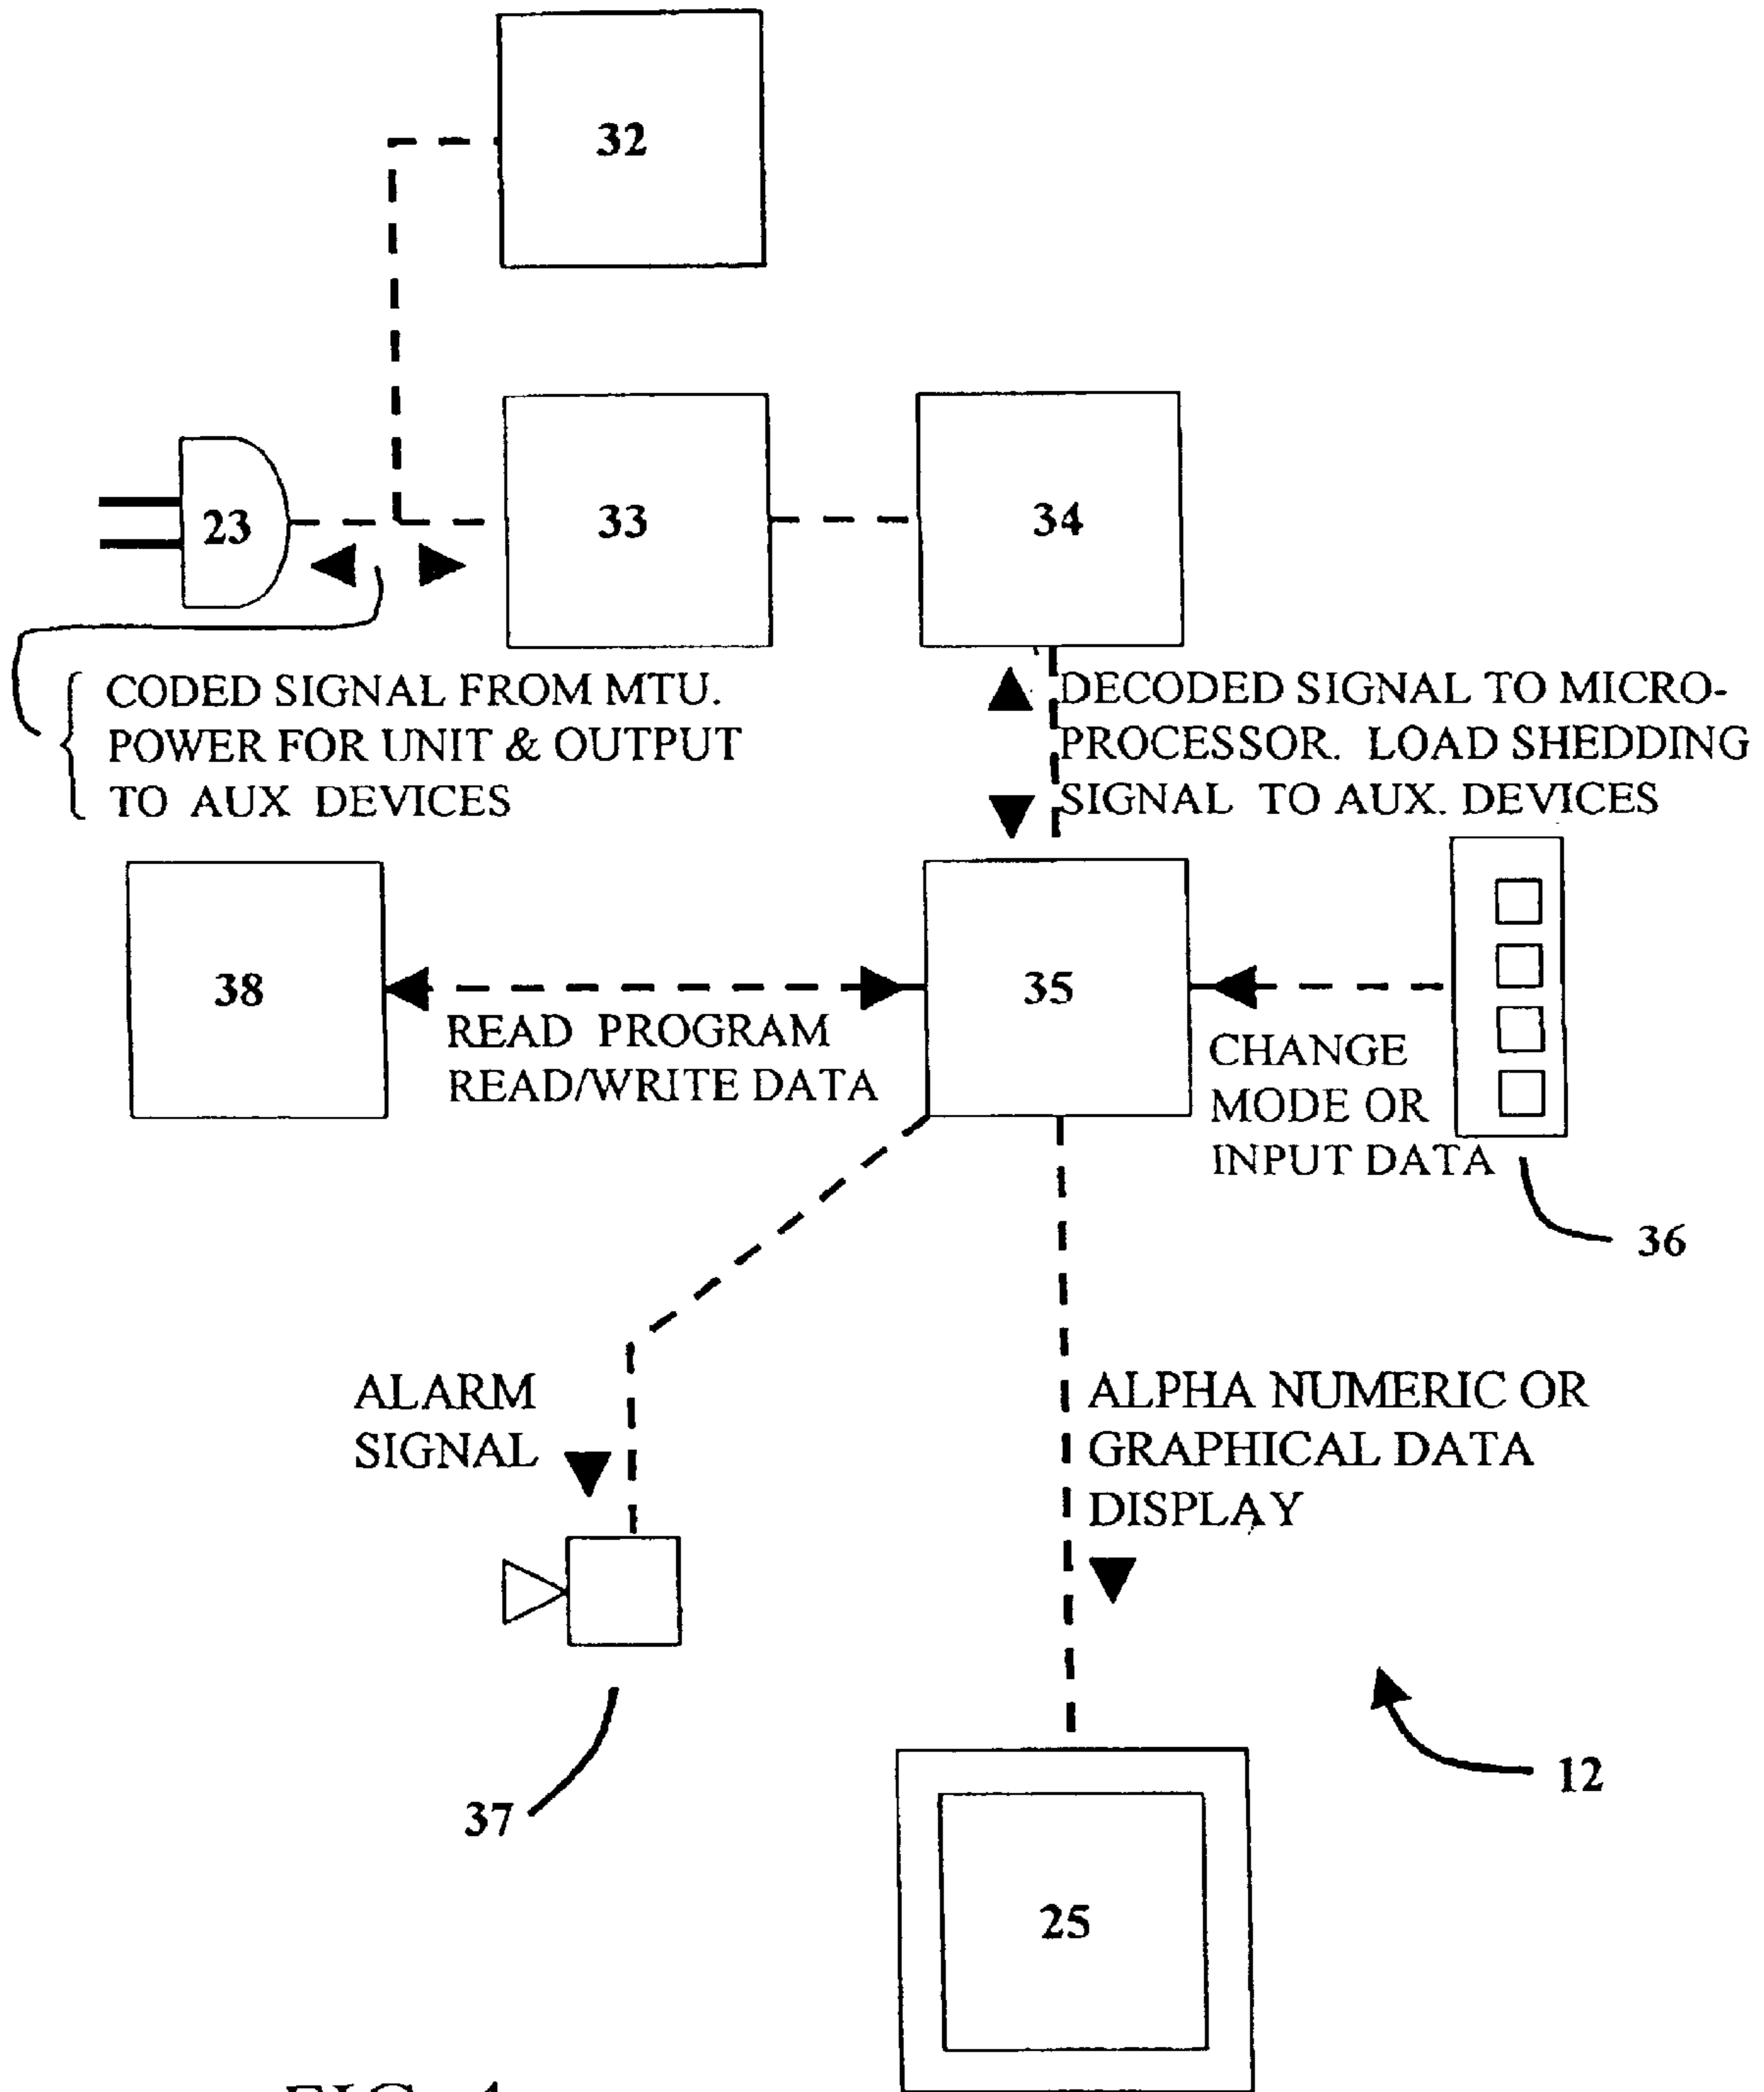 32
23
33
34
CODED SIGNAL FROM MTU.
POWER FOR UNIT & OUTPUT
TO AUX DEVICES
DECODED SIGNAL TO MICRO-
PROCESSOR. LOAD SHEDDING
SIGNAL TO AUX. DEVICES
38
35
READ PROGRAM
READ/WRITE DATA
CHANGE
MODE OR
INPUT DATA
36
ALARM
SIGNAL
ALPHA NUMERIC OR
GRAPHICAL DATA
DISPLAY
37
12
25